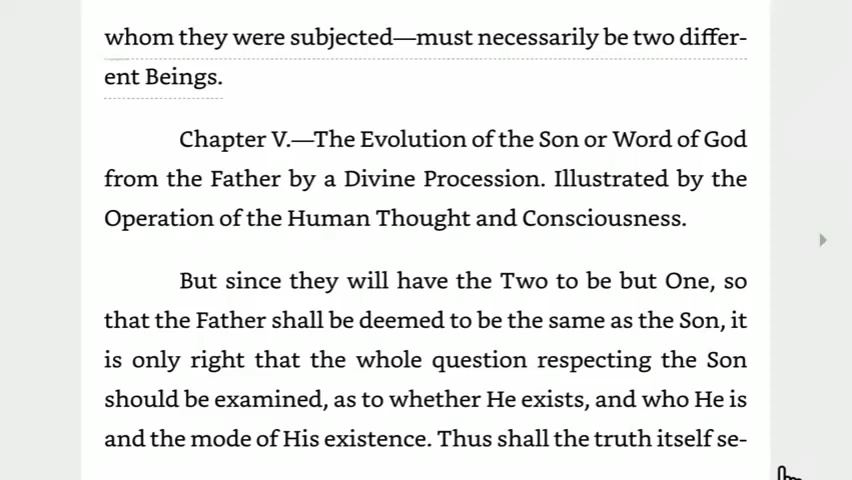 whom they were subjected—must necessarily be two differ-
ent Beings.
Chapter V.—The Evolution of the Son or Word of God
from the Father by a Divine Procession. Illustrated by the
Operation of the Human Thought and Consciousness.
But since they will have the Two to be but One, so
that the Father shall be deemed to be the same as the Son, it
is only right that the whole question respecting the Son
should be examined, as to whether He exists, and who He is
and the mode of His existence. Thus shall the truth itself se-